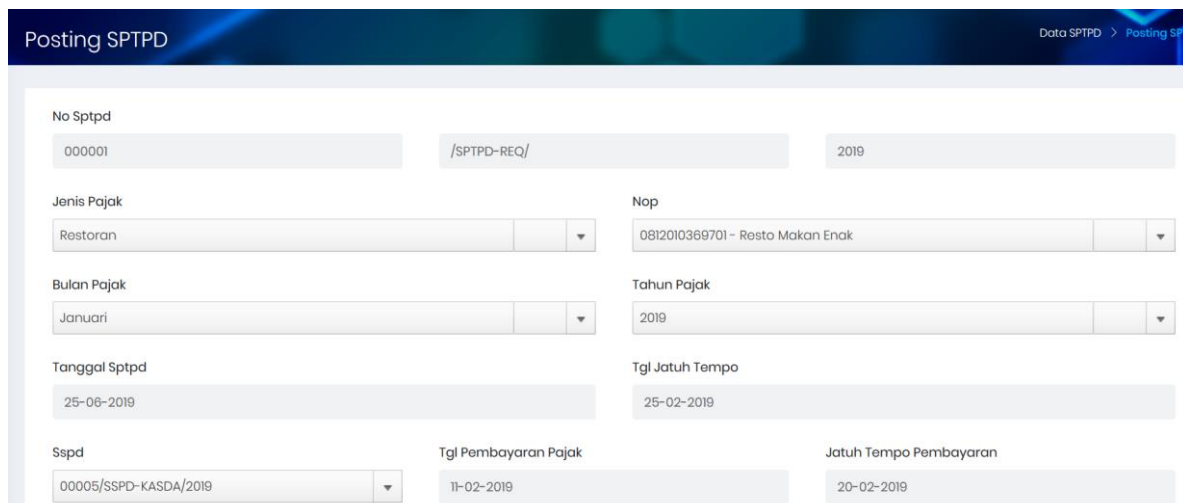 Posting SPTPD
Data SPTPD > Posting SP
No Sptpd
000001 /SPTPD-REQ/ 2019
Jenis Pajak Nop
Restoran 0812010369701 - Resto Makan Enak
Bulan Pajak Tahun Pajak
Januari 2019
Tanggal Sptpd Tgl Jatuh Tempo
25-06-2019 25-02-2019
Sspd Tgl Pembayaran Pajak Jatuh Tempo Pembayaran
00005/SSPD-KASDA/2019 11-02-2019 20-02-2019